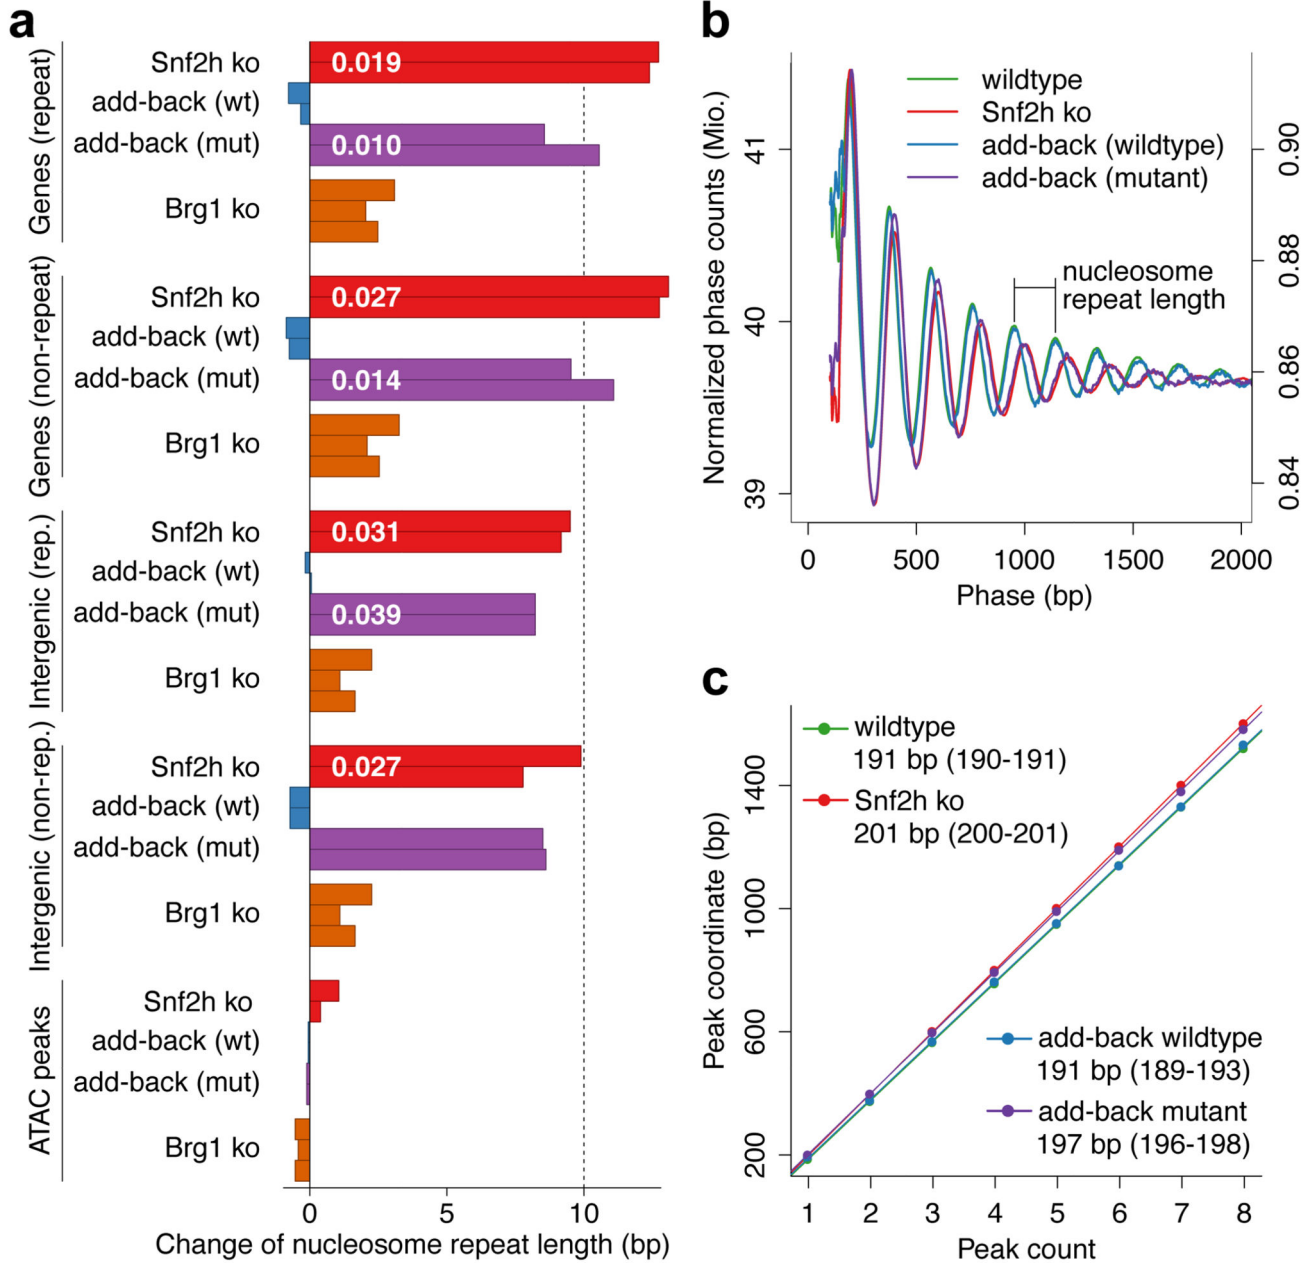 a
Genes (repeat)
Snf2h ko
0.019
add-back (wt)
add-back (mut)
0.010
Brg1 ko
Genes (non-repeat)
Snf2h ko
0.027
add-back (wt)
add-back (mut)
0.014
Brg1 ko
Intergenic (rep.)
Snf2h ko
0.031
add-back (wt)
add-back (mut)
0.039
Brg1 ko
Intergenic (non-rep.)
Snf2h ko
0.027
add-back (wt)
add-back (mut)
Brg1 ko
ATAC peaks
Snf2h ko
add-back (wt)
add-back (mut)
Brg1 ko
0 5 10
Change of nucleosome repeat length (bp)
b
Normalized phase counts (Mio.)
41
40
39
wildtype
Snf2h ko
add-back (wildtype)
add-back (mutant)
nucleosome
repeat length
0.90
0.88
0.86
0.84
0 500 1000 1500 2000
Phase (bp)
c
Peak coordinate (bp)
1400
1000
600
200
wildtype
191 bp (190-191)
Snf2h ko
201 bp (200-201)
add-back wildtype
191 bp (189-193)
add-back mutant
197 bp (196-198)
1 2 3 4 5 6 7 8
Peak count